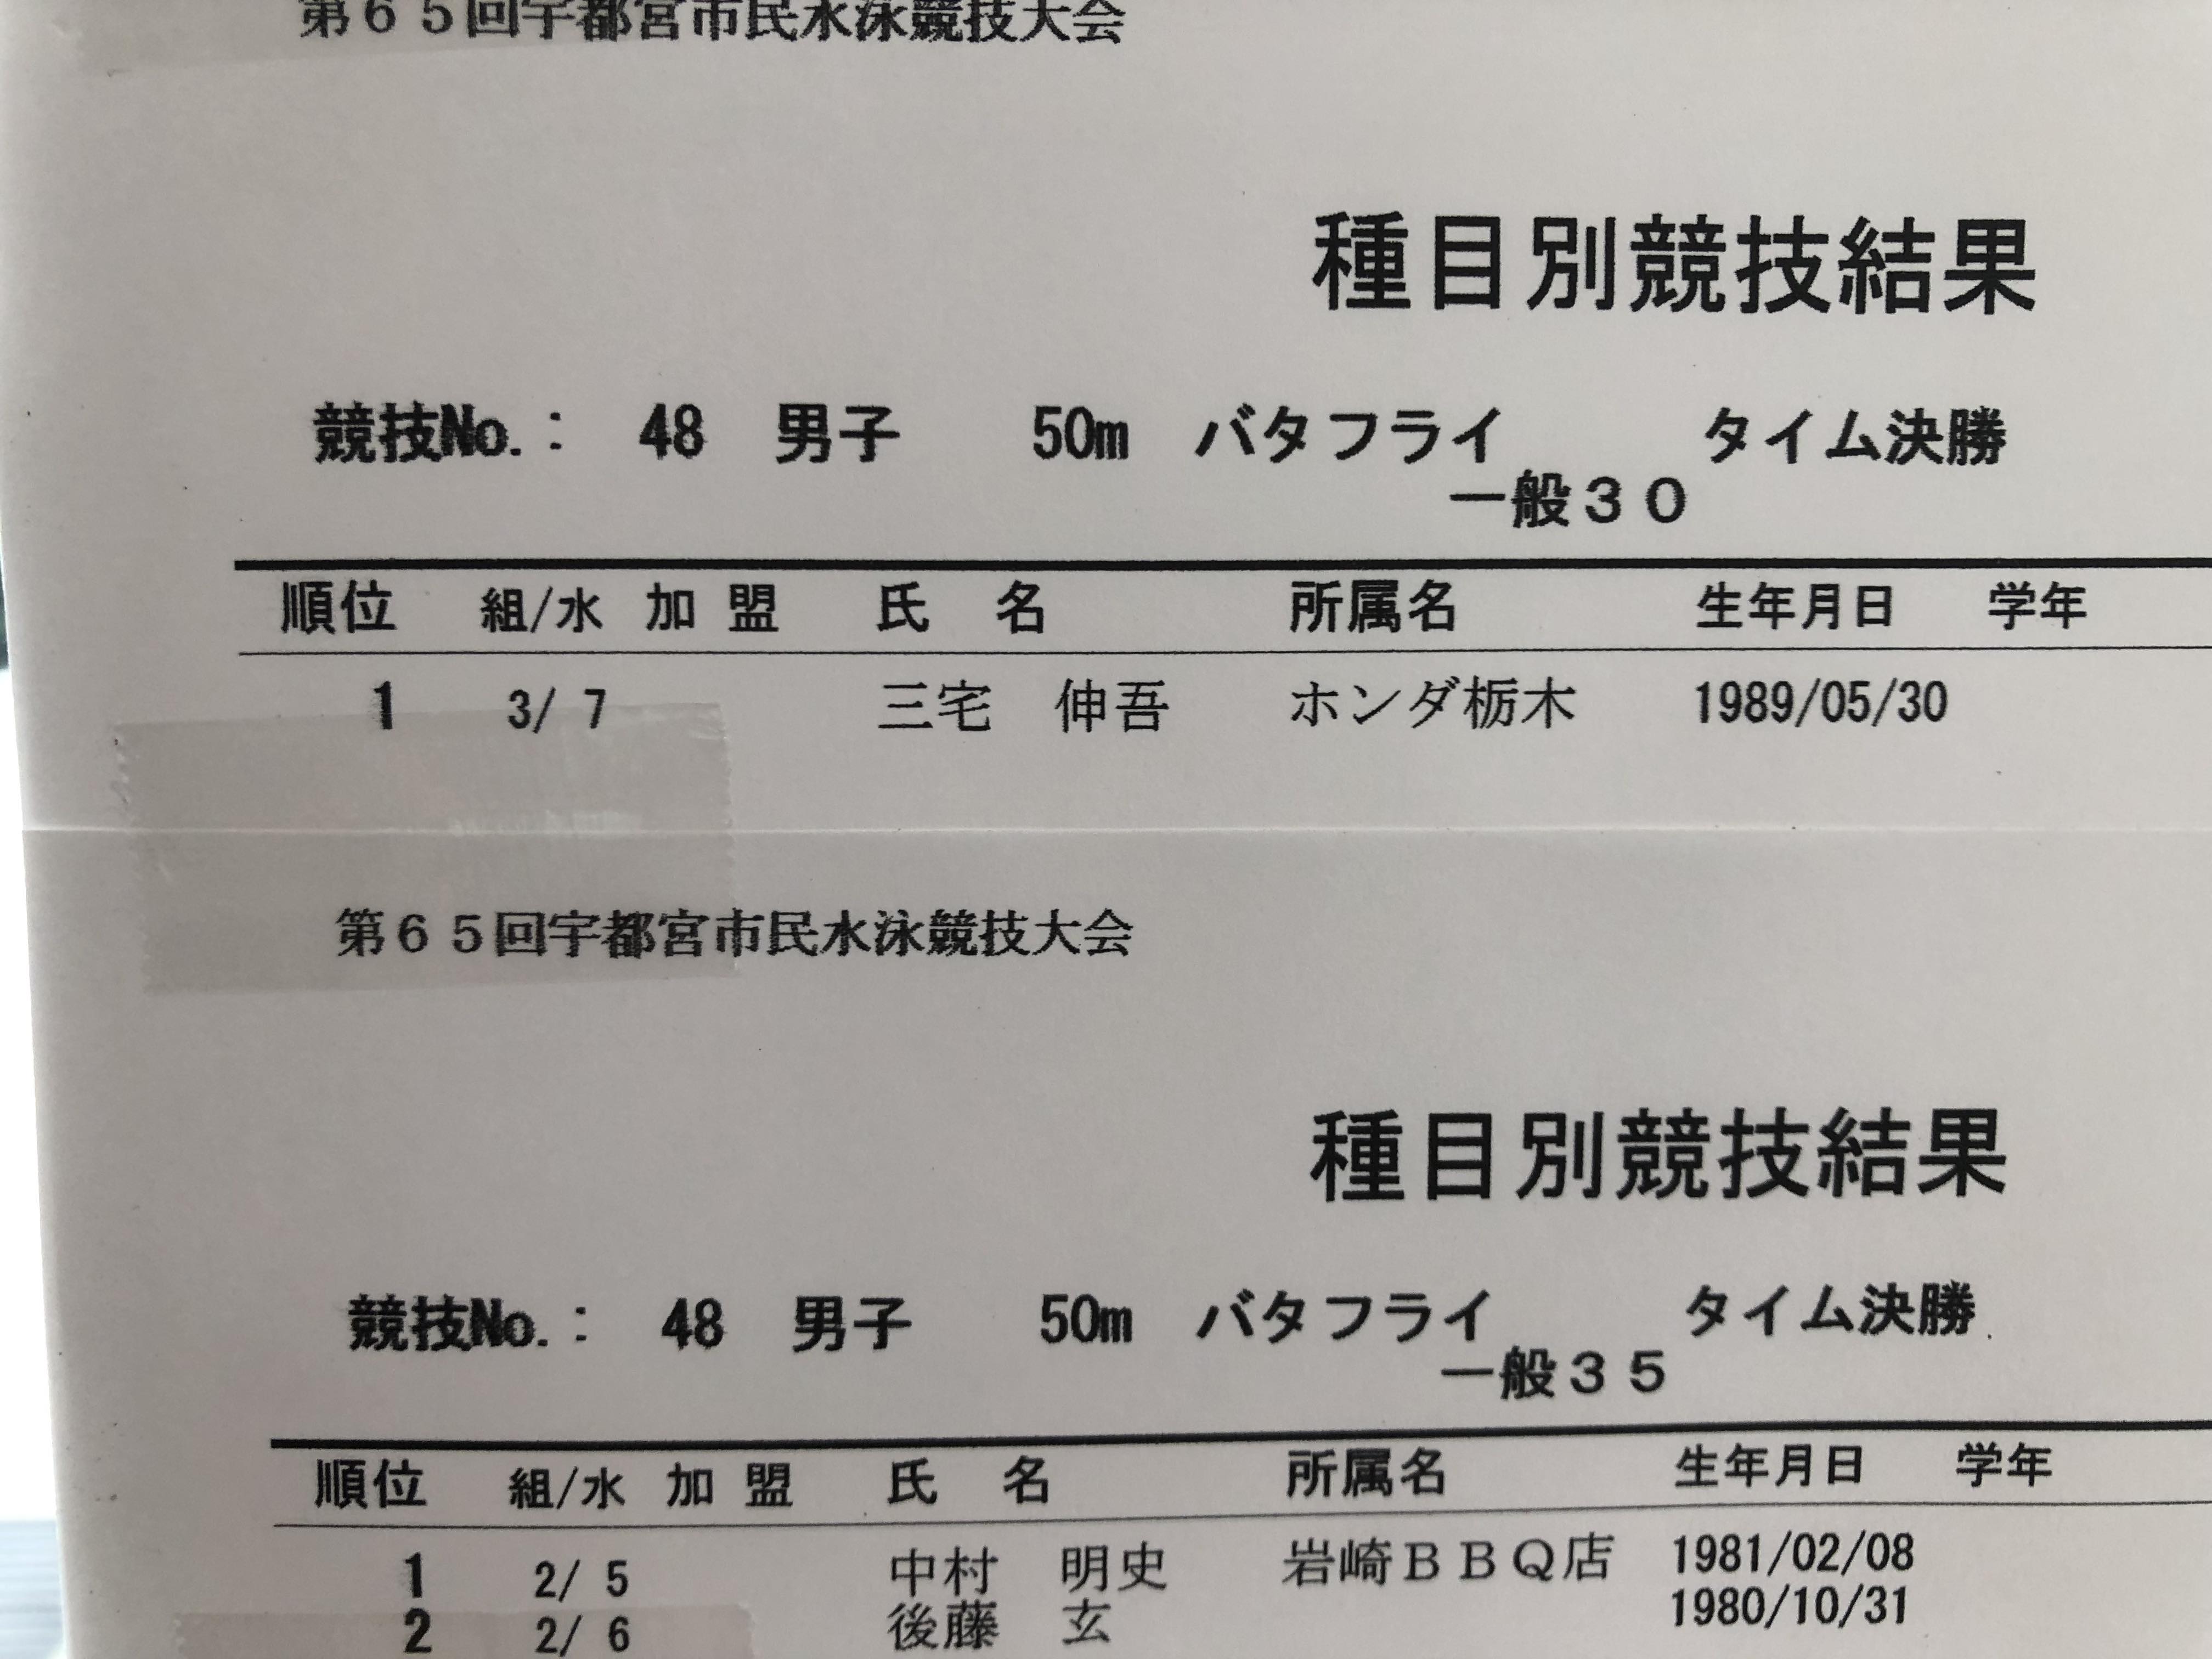 第６５回宇都宮市民水泳競技大会
種目別競技結果
競技No.： 48 男子 50m バタフライ タイム決勝
一般３０
順位 組/水 加 盟 氏 名 所属名 生年月日 学年
1 3/ 7 三宅 伸吾 ホンダ栃木 1989/05/30
第６５回宇都宮市民水泳競技大会
種目別競技結果
競技No.： 48 男子 50m バタフライ タイム決勝
一般３５
順位 組/水 加 盟 氏 名 所属名 生年月日 学年
1 2/ 5 中村 明史 岩崎ＢＢＱ店 1981/02/08
2 2/ 6 後藤 玄 1980/10/31